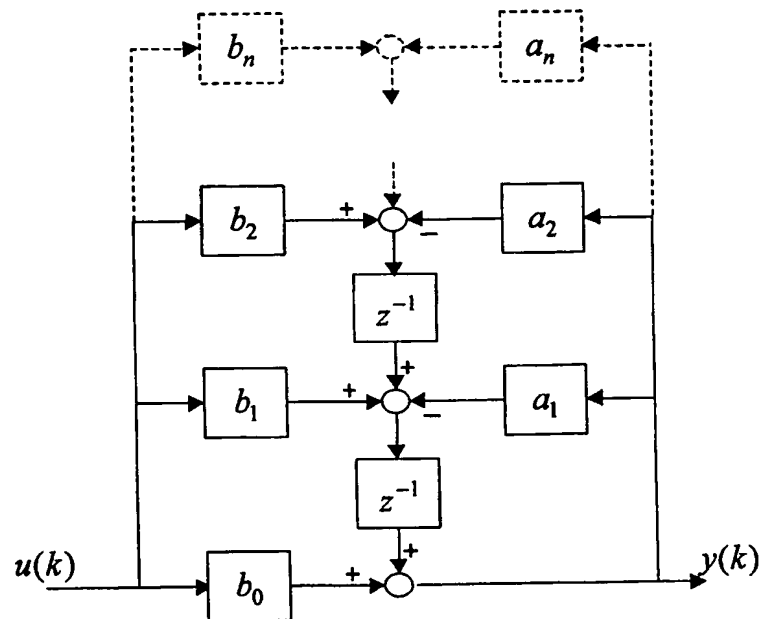 b_n a_n
b_2 + − a_2
z^{-1}
+
b_1 + − a_1
z^{-1}
+
u(k) b_0 + y(k)